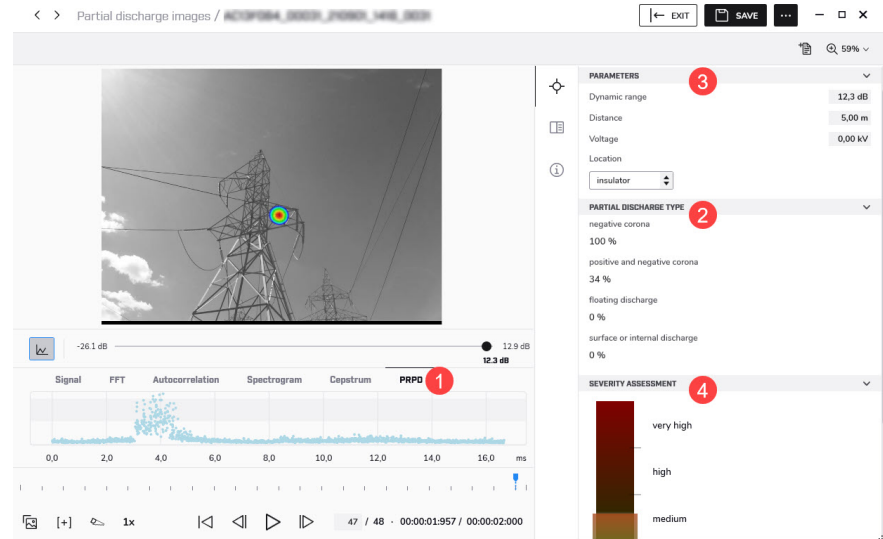 Partial discharge images /
EXIT
SAVE
59%
-26.1 dB
12.9 dB
12.3 dB
Signal FFT Autocorrelation Spectrogram Cepstrum PRPD 1
0,0 2,0 4,0 6,0 8,0 10,0 12,0 14,0 16,0 ms
[+] 1x 47 / 48 · 00:00:01:957 / 00:00:02:000
PARAMETERS 3
Dynamic range 12,3 dB
Distance 5,00 m
Voltage 0,00 kV
Location
insulator
PARTIAL DISCHARGE TYPE 2
negative corona
100 %
positive and negative corona
34 %
floating discharge
0 %
surface or internal discharge
0 %
SEVERITY ASSESSMENT 4
very high
high
medium